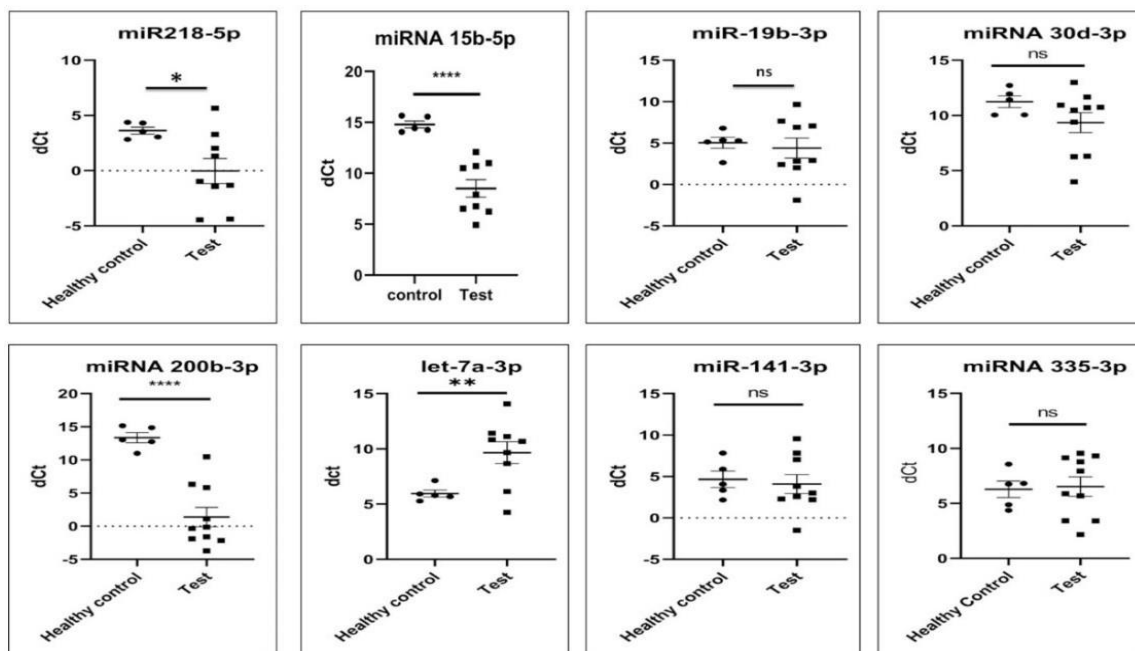 miR218-5p
*
10
5
0
-5
dCt
Healthy control
Test
miRNA 15b-5p
****
20
15
10
5
0
dCt
control
Test
miR-19b-3p
ns
15
10
5
0
-5
dCt
Healthy control
Test
miRNA 30d-3p
ns
15
10
5
0
dCt
Healthy control
Test
miRNA 200b-3p
****
20
15
10
5
0
-5
dCt
Healthy control
Test
let-7a-3p
**
15
10
5
0
dCt
Healthy control
Test
miR-141-3p
ns
15
10
5
0
-5
dCt
Healthy control
Test
miRNA 335-3p
ns
15
10
5
0
dCt
Healthy Control
Test